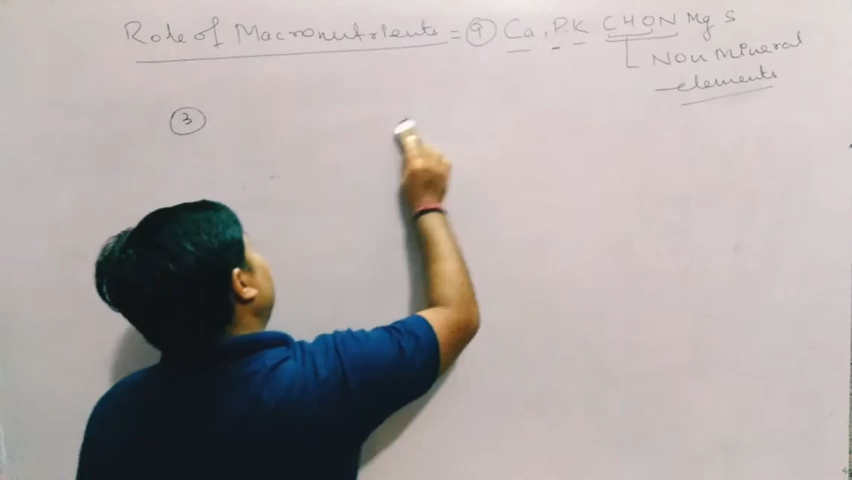 Role of Macronutrients = 9 Ca, P, K CHON Mg S
Non Mineral
elements
3